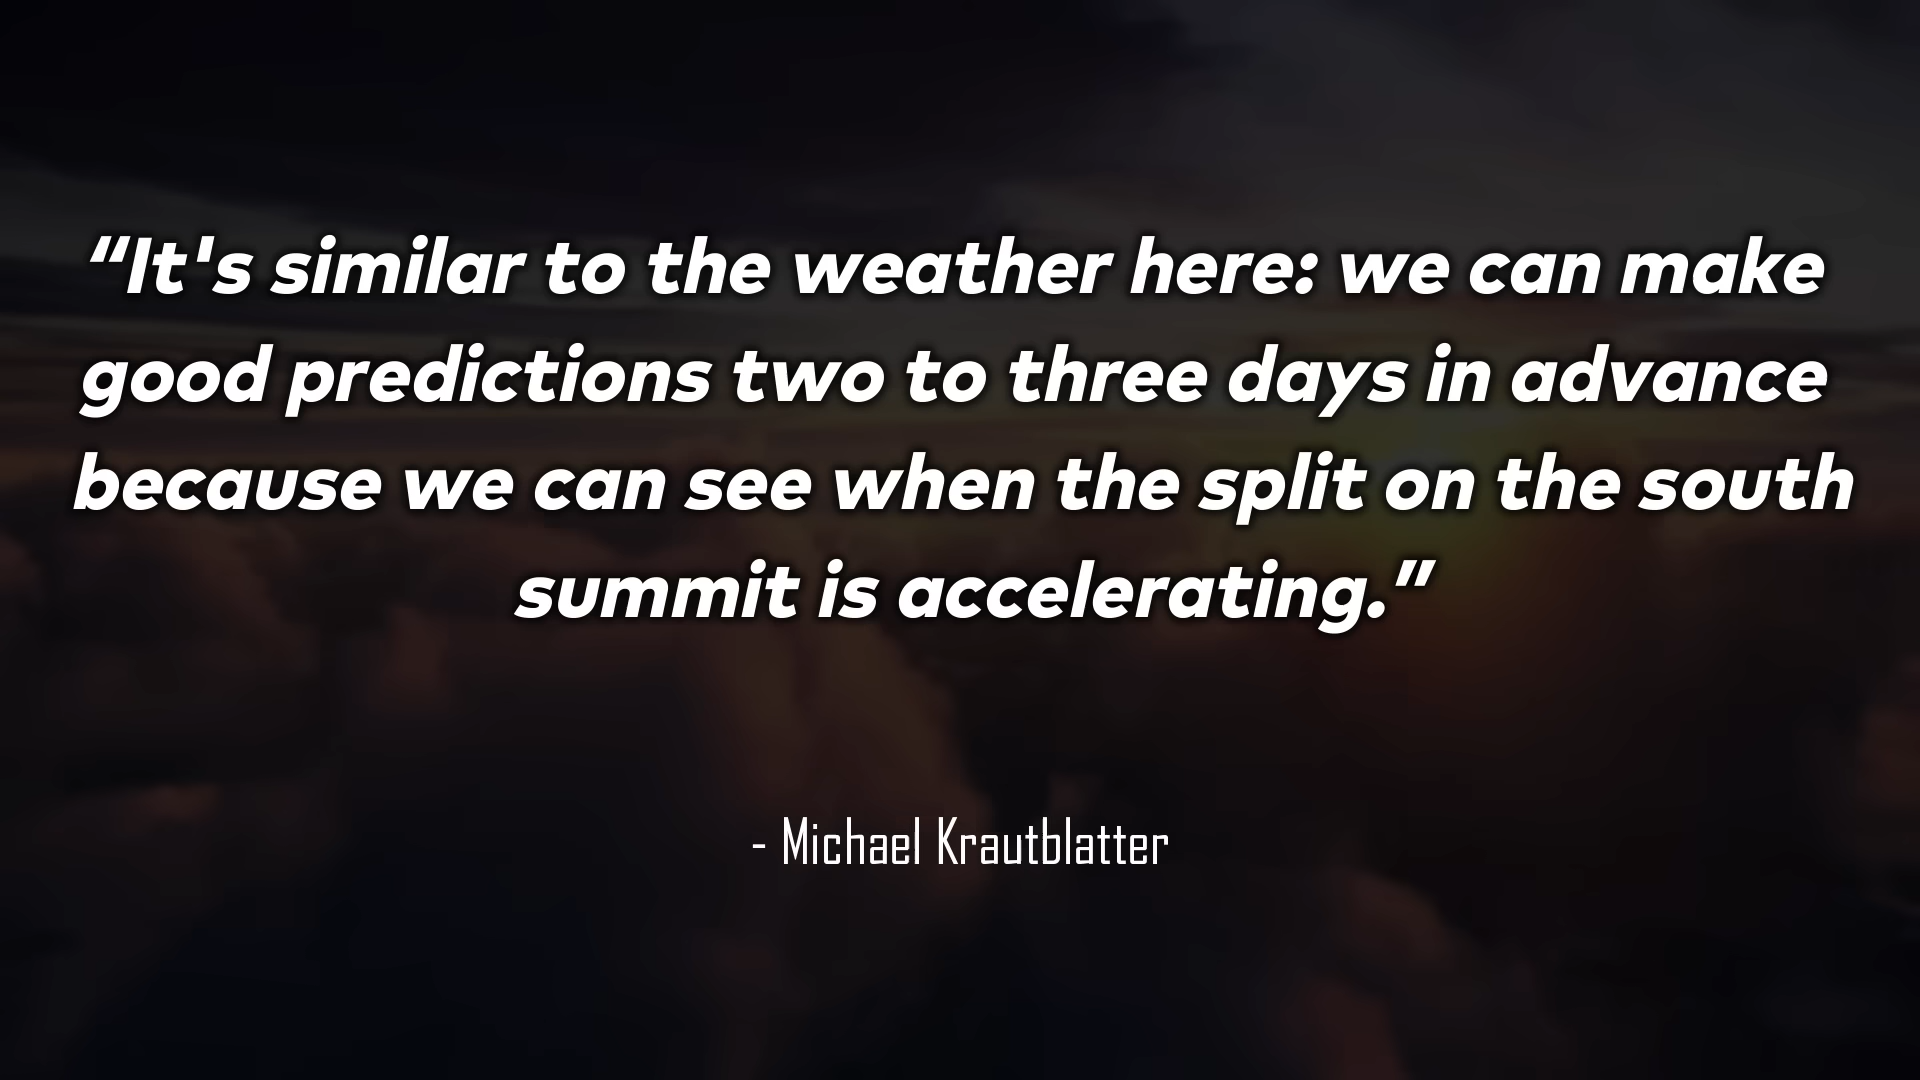 “It's similar to the weather here: we can make
good predictions two to three days in advance
because we can see when the split on the south
summit is accelerating.”
- Michael Krautblatter